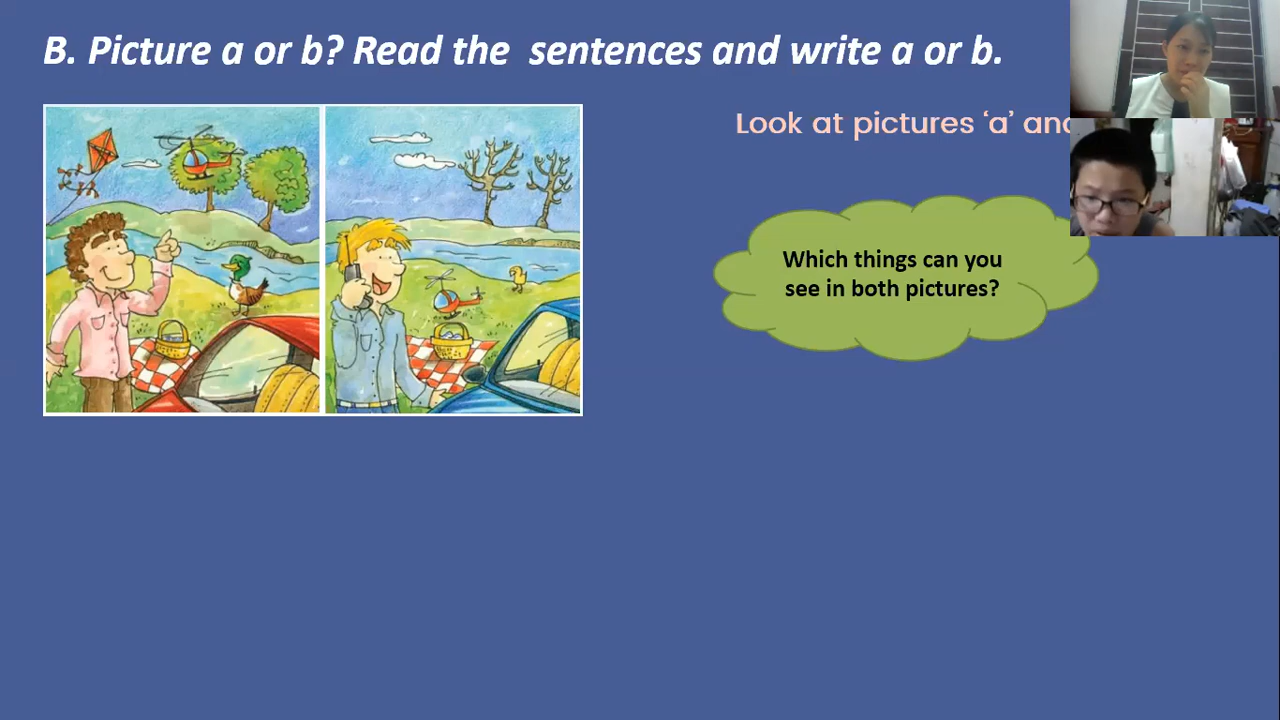 B. Picture a or b? Read the sentences and write a or b.
Look at pictures ‘a’ and
Which things can you
see in both pictures?